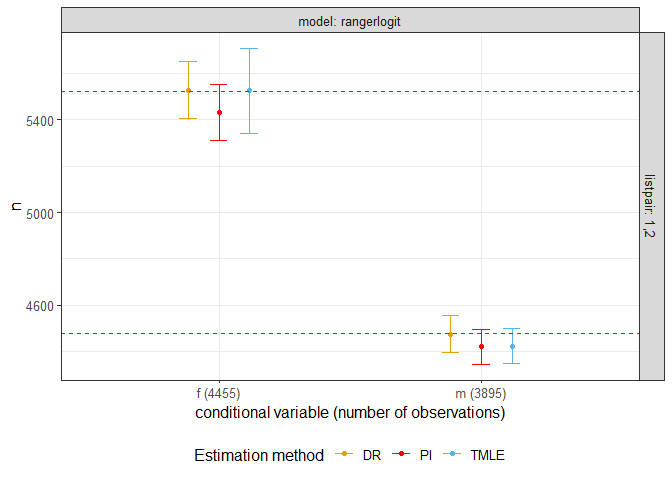 model: rangerlogit
listpair: 1,2
5400
5000
4600
n
f (4455)
m (3895)
conditional variable (number of observations)
Estimation method DR PI TMLE